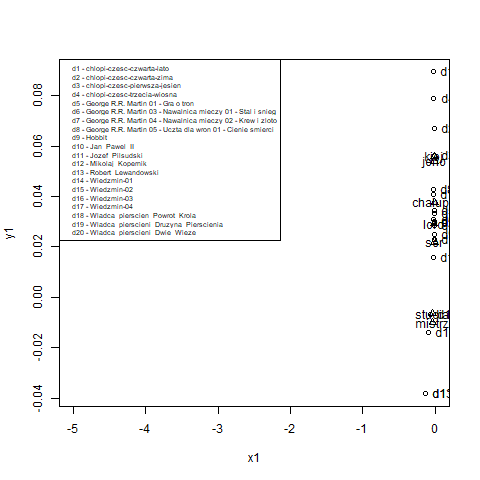 d1 - chlopi-czesc-czwarta-lato
d2 - chlopi-czesc-czwarta-zima
d3 - chlopi-czesc-pierwsza-jesien
d4 - chlopi-czesc-trzecia-wiosna
d5 - George R.R. Martin 01 - Gra o tron
d6 - George R.R. Martin 03 - Nawalnica mieczy 01 - Stal i snieg
d7 - George R.R. Martin 04 - Nawalnica mieczy 02 - Krew i zloto
d8 - George R.R. Martin 05 - Uczta dla wron 01 - Cienie smierci
d9 - Hobbit
d10 - Jan Pawel II
d11 - Jozef Pilsudski
d12 - Mikolaj Kopernik
d13 - Robert Lewandowski
d14 - Wiedzmin-01
d15 - Wiedzmin-02
d16 - Wiedzmin-03
d17 - Wiedzmin-04
d18 - Wladca pierscien Powrot Krola
d19 - Wladca pierscieni Druzyna Pierscienia
d20 - Wladca pierscieni Dwie Wieze
y1
0.08
0.06
0.04
0.02
0.00
-0.02
-0.04
d13
-5
-4
-3
-2
-1
0
x1